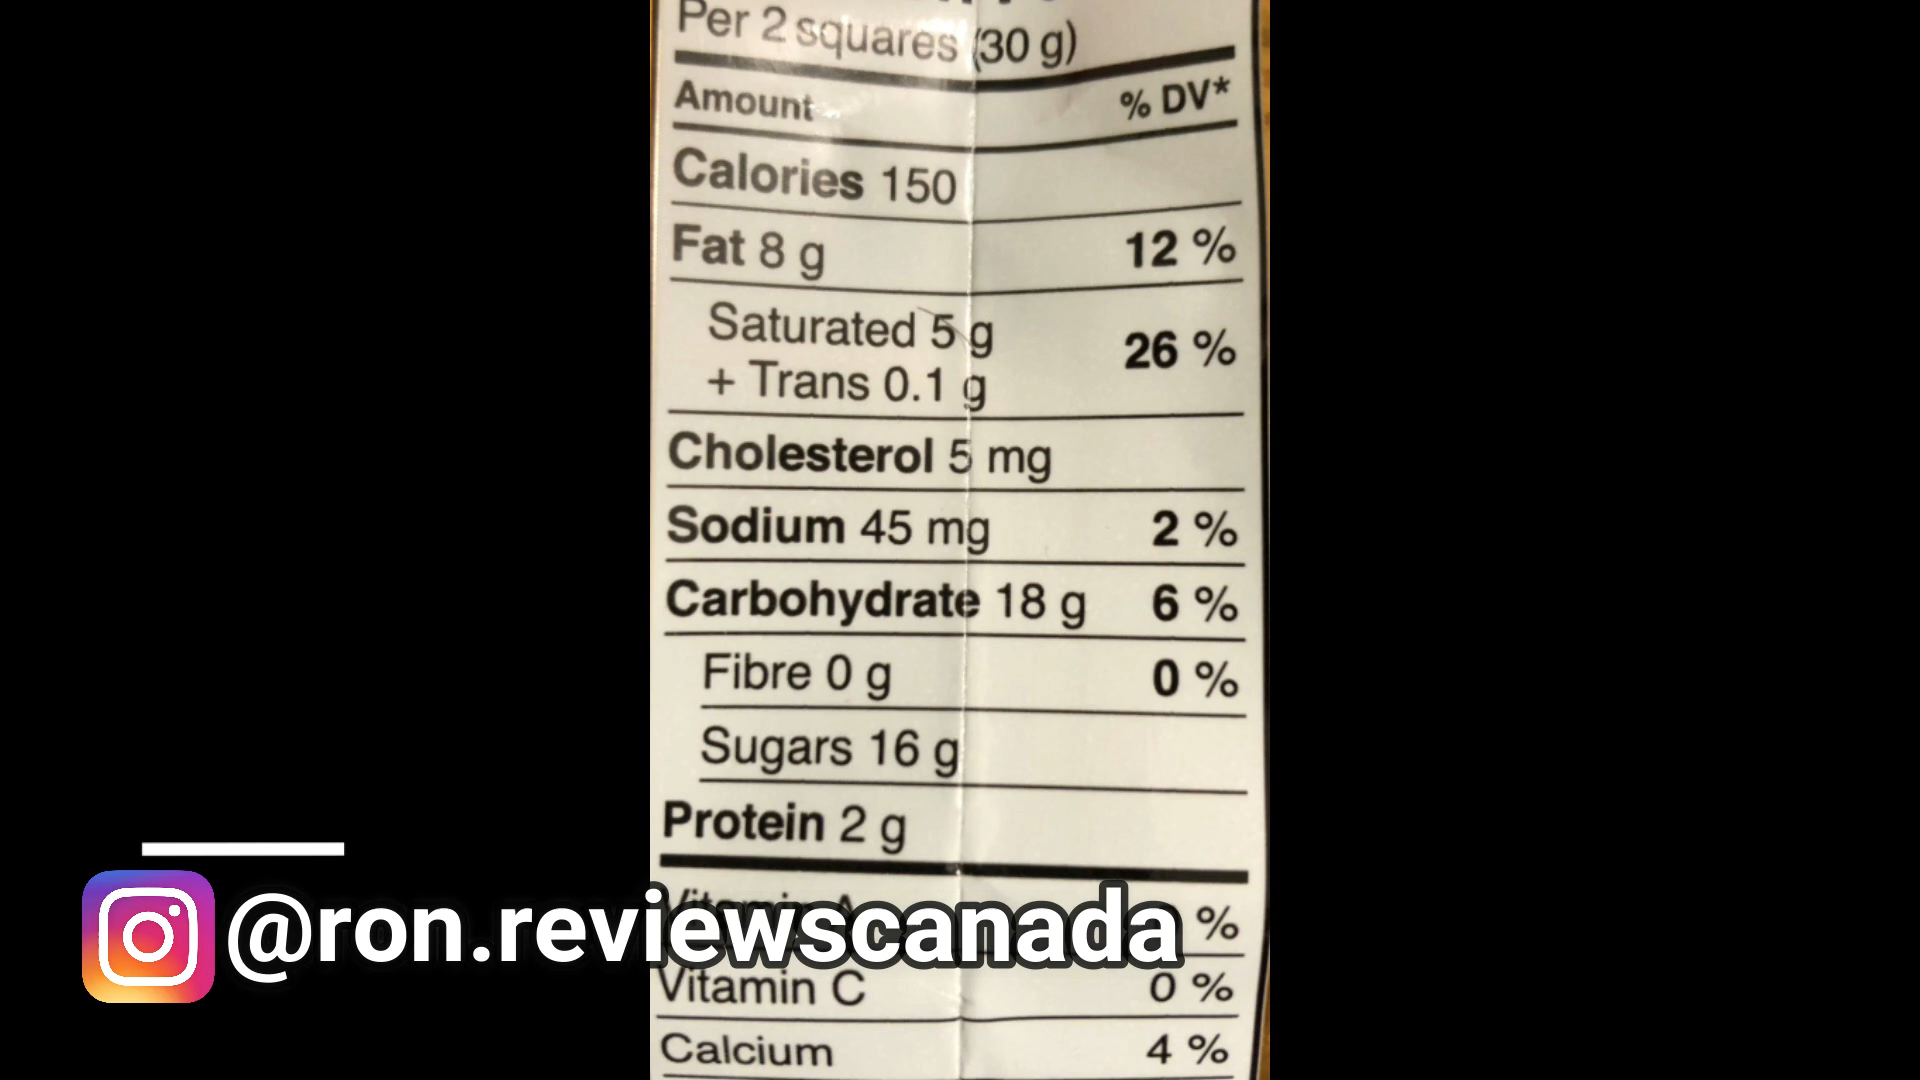 Per 2 squares (30 g)
Amount % DV*
Calories 150
Fat 8 g 12 %
Saturated 5 g
+ Trans 0.1 g 26 %
Cholesterol 5 mg
Sodium 45 mg 2 %
Carbohydrate 18 g 6 %
Fibre 0 g 0 %
Sugars 16 g
Protein 2 g
Vitamin A %
@ron.reviewscanada
Vitamin C 0 %
Calcium 4 %